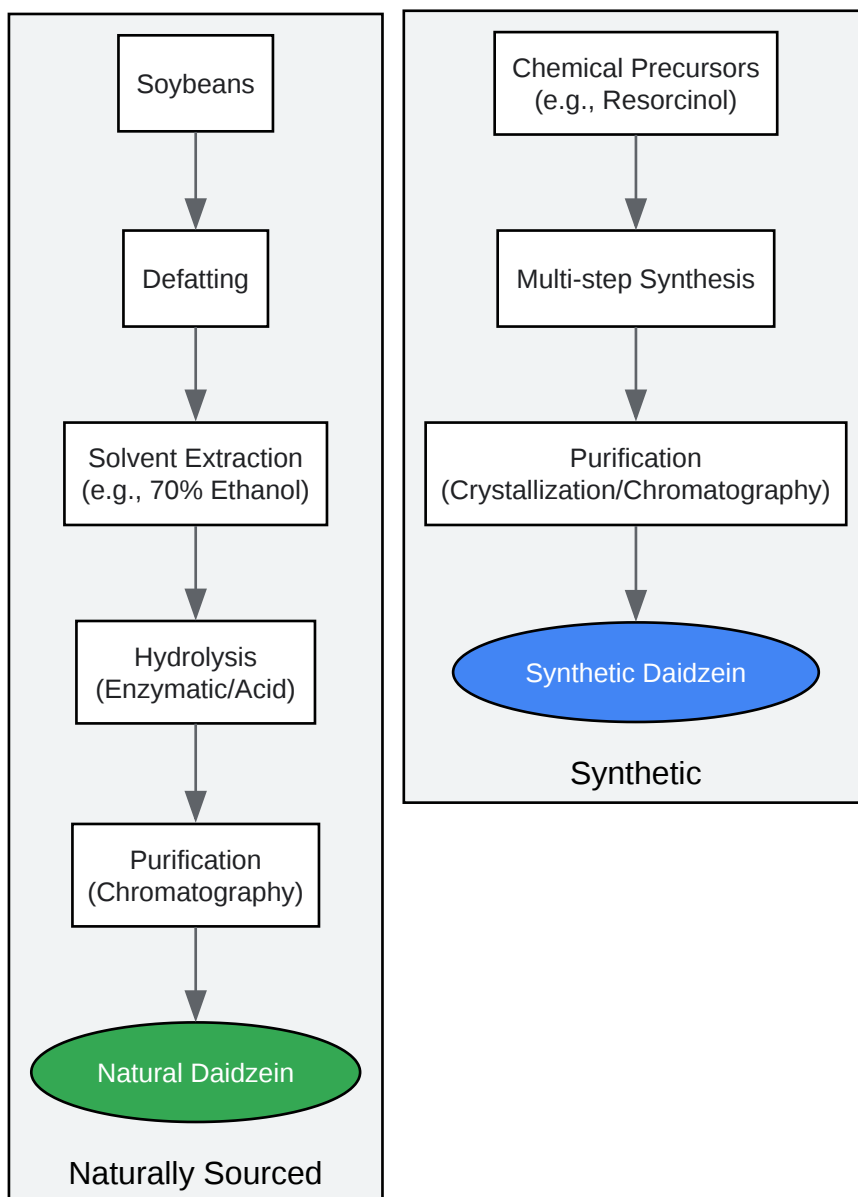 Soybeans
Defatting
Solvent Extraction
(e.g., 70% Ethanol)
Hydrolysis
(Enzymatic/Acid)
Purification
(Chromatography)
Natural Daidzein
Naturally Sourced
Chemical Precursors
(e.g., Resorcinol)
Multi-step Synthesis
Purification
(Crystallization/Chromatography)
Synthetic Daidzein
Synthetic